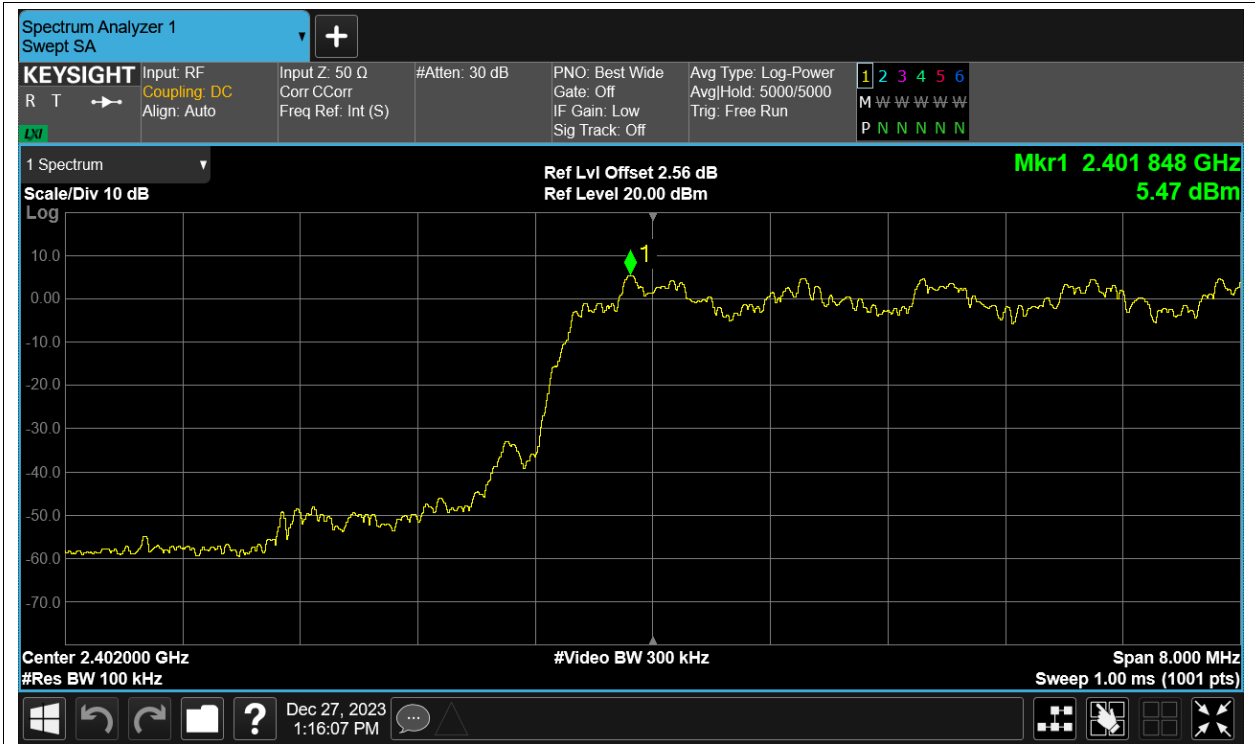 Spectrum Analyzer 1
Swept SA
+
KEYSIGHT
R T
LXI
Input: RF
Coupling: DC
Align: Auto
Input Z: 50 Ω
Corr CCorr
Freq Ref: Int (S)
#Atten: 30 dB
PNO: Best Wide
Gate: Off
IF Gain: Low
Sig Track: Off
Avg Type: Log-Power
Avg|Hold: 5000/5000
Trig: Free Run
1 2 3 4 5 6
M W W W W W
P N N N N N
1 Spectrum
Scale/Div 10 dB
Log
Ref Lvl Offset 2.56 dB
Ref Level 20.00 dBm
Mkr1 2.401 848 GHz
5.47 dBm
1
10.0
0.00
-10.0
-20.0
-30.0
-40.0
-50.0
-60.0
-70.0
Center 2.402000 GHz
#Res BW 100 kHz
#Video BW 300 kHz
Span 8.000 MHz
Sweep 1.00 ms (1001 pts)
?
Dec 27, 2023
1:16:07 PM